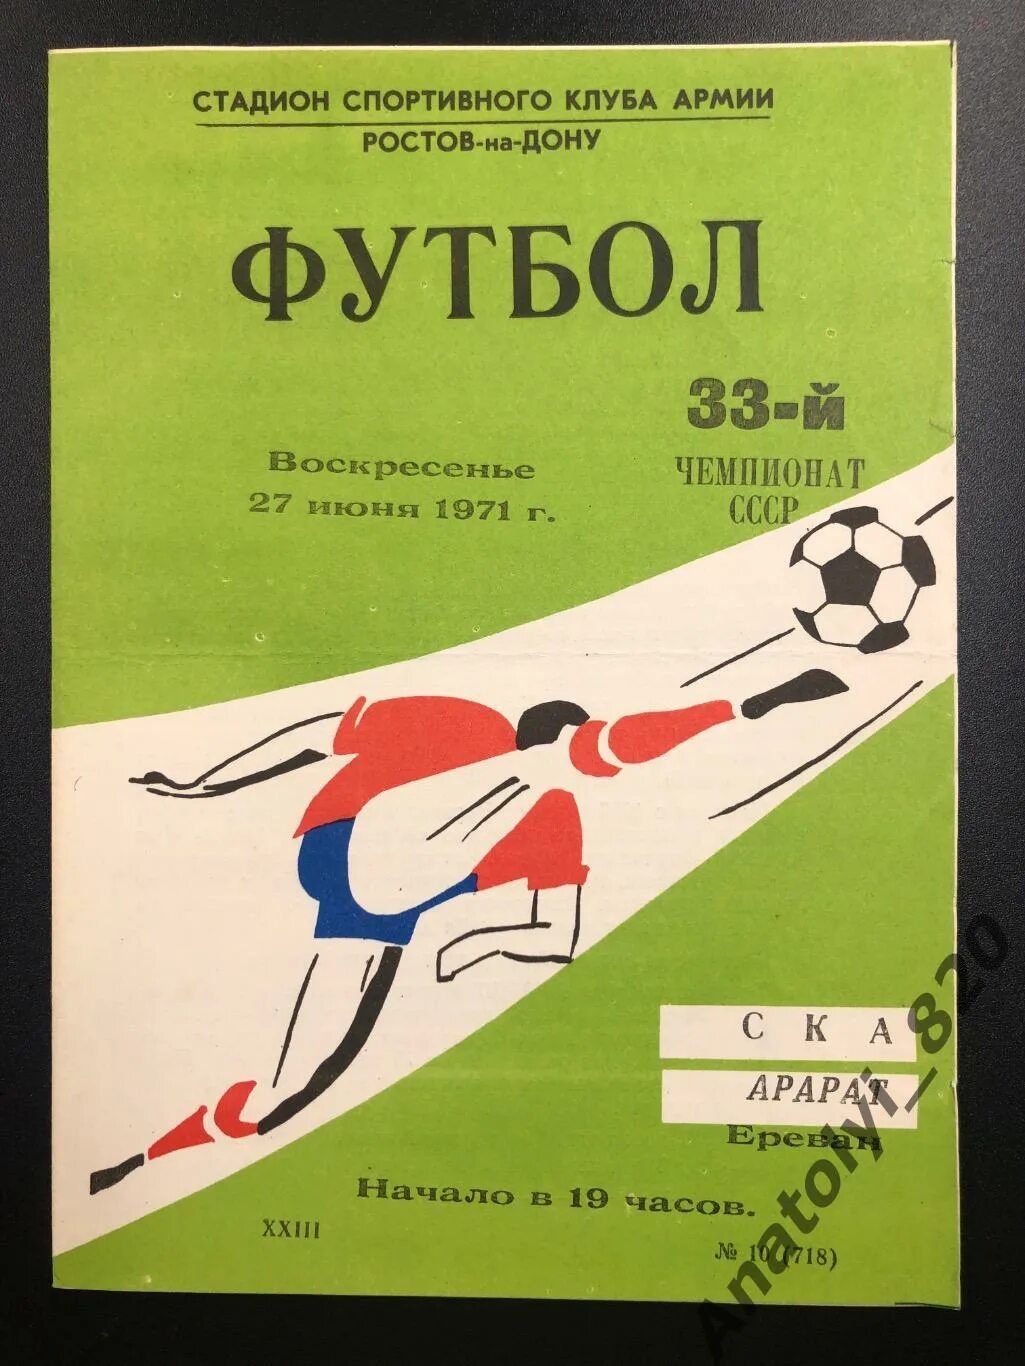 СТАДИОН СПОРТИВНОГО КЛУБА АРМИИ
РОСТОВ-на-ДОНУ
ФУТБОЛ
33-й
ЧЕМПИОНАТ
СССР
Воскресенье
27 июня 1971 г.
СКА
АРАРАТ
Ереван
Начало в 19 часов.
XXIII
№ 10 (718)
Anatolyi_820